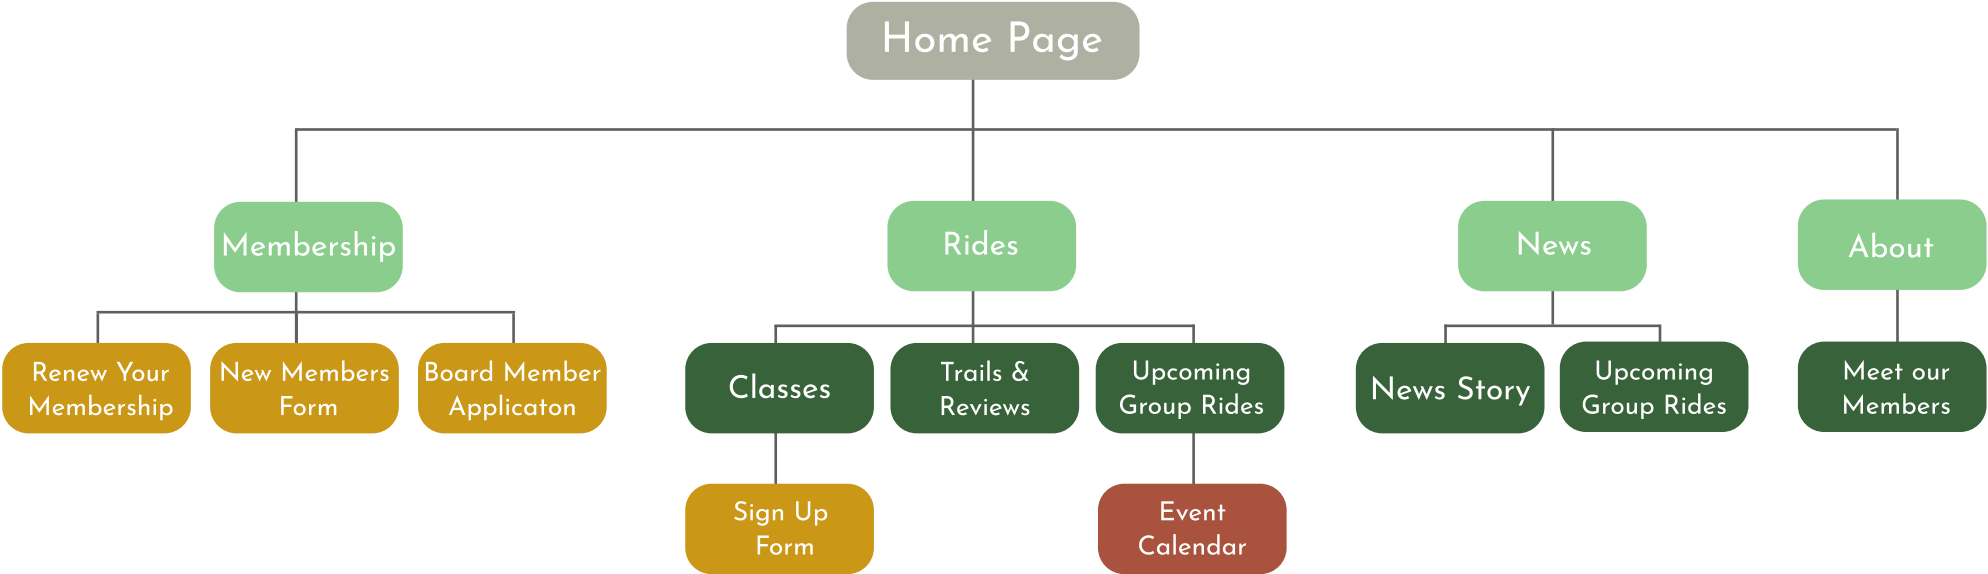 Home Page
Membership
Rides
News
About
Renew Your
Membership
New Members
Form
Board Member
Applicaton
Classes
Trails &
Reviews
Upcoming
Group Rides
News Story
Upcoming
Group Rides
Meet our
Members
Sign Up
Form
Event
Calendar